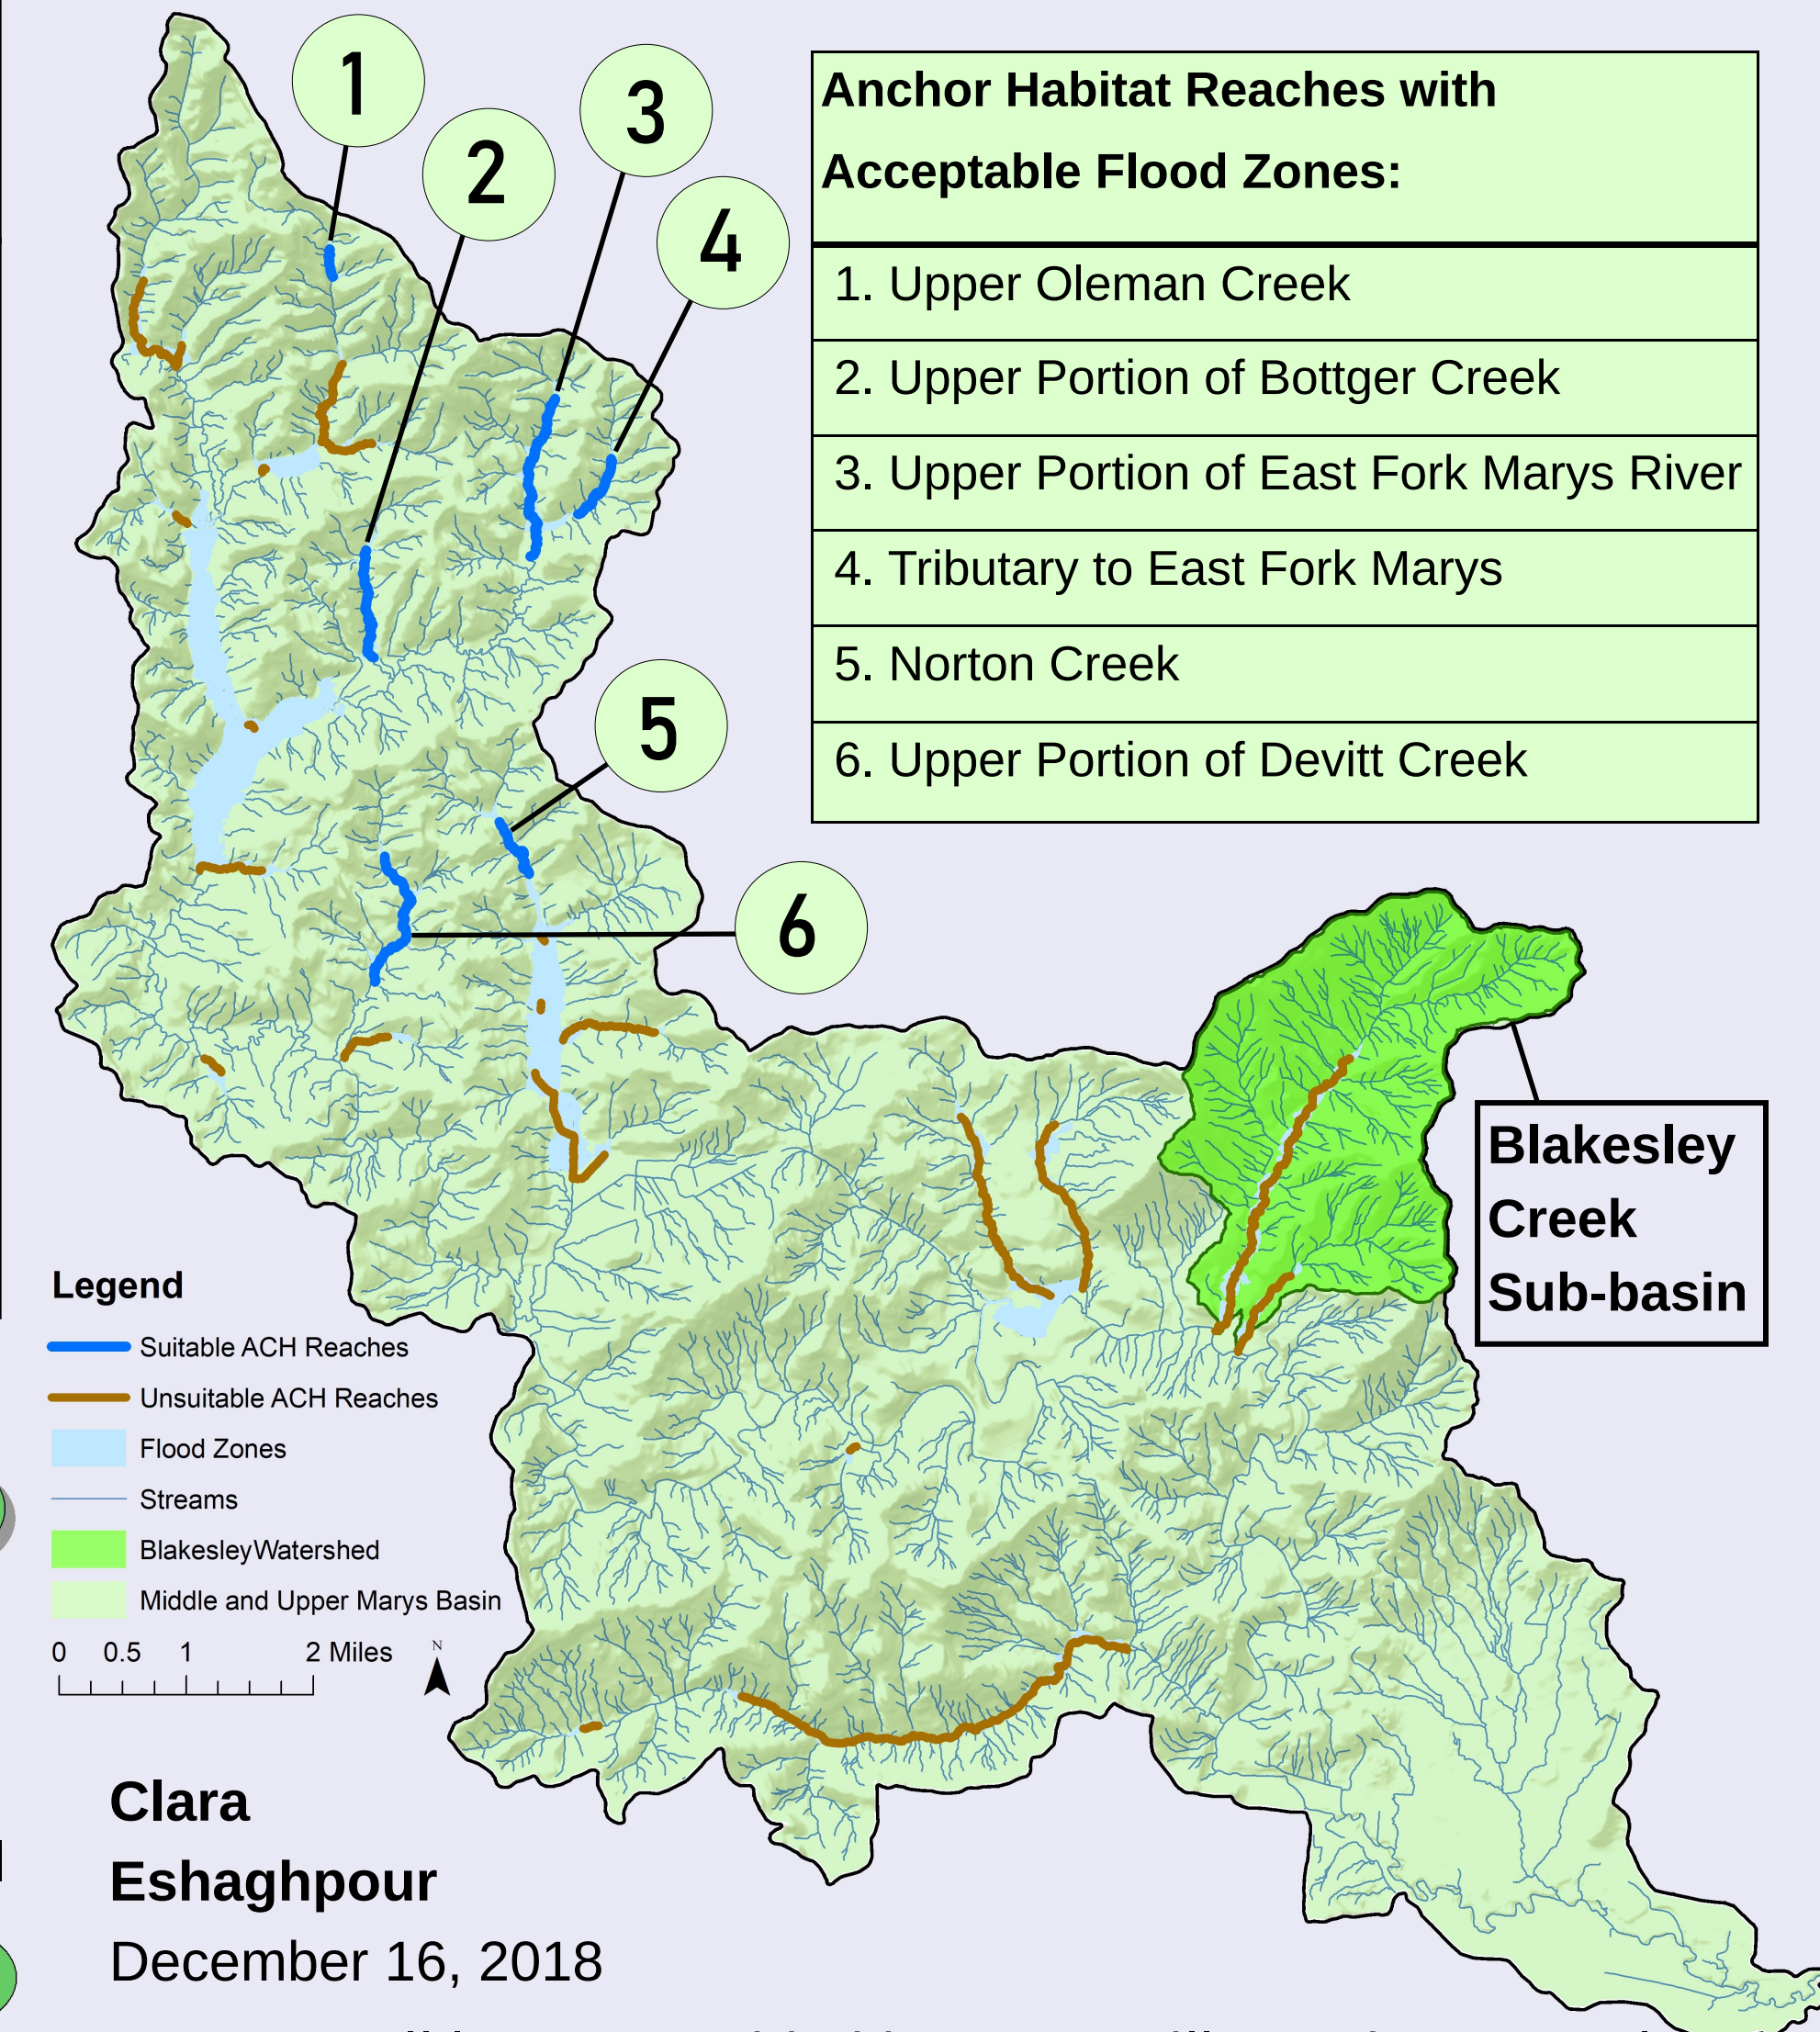 1
2
3
4
5
6
Anchor Habitat Reaches with
Acceptable Flood Zones:
1. Upper Oleman Creek
2. Upper Portion of Bottger Creek
3. Upper Portion of East Fork Marys River
4. Tributary to East Fork Marys
5. Norton Creek
6. Upper Portion of Devitt Creek
Blakesley
Creek
Sub-basin
Legend
Suitable ACH Reaches
Unsuitable ACH Reaches
Flood Zones
Streams
BlakesleyWatershed
Middle and Upper Marys Basin
0 0.5 1 2 Miles
N
Clara
Eshaghpour
December 16, 2018